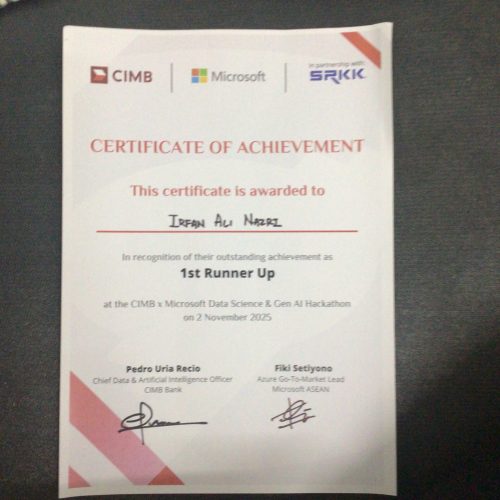 CIMB
Microsoft
in partnership with:
SRKK
CERTIFICATE OF ACHIEVEMENT
This certificate is awarded to
IRFAN ALI NAZRI
In recognition of their outstanding achievement as
1st Runner Up
at the CIMB x Microsoft Data Science & Gen AI Hackathon
on 2 November 2025
Pedro Uria Recio
Chief Data & Artificial Intelligence Officer
CIMB Bank
Fiki Setiyono
Azure Go-To-Market Lead
Microsoft ASEAN